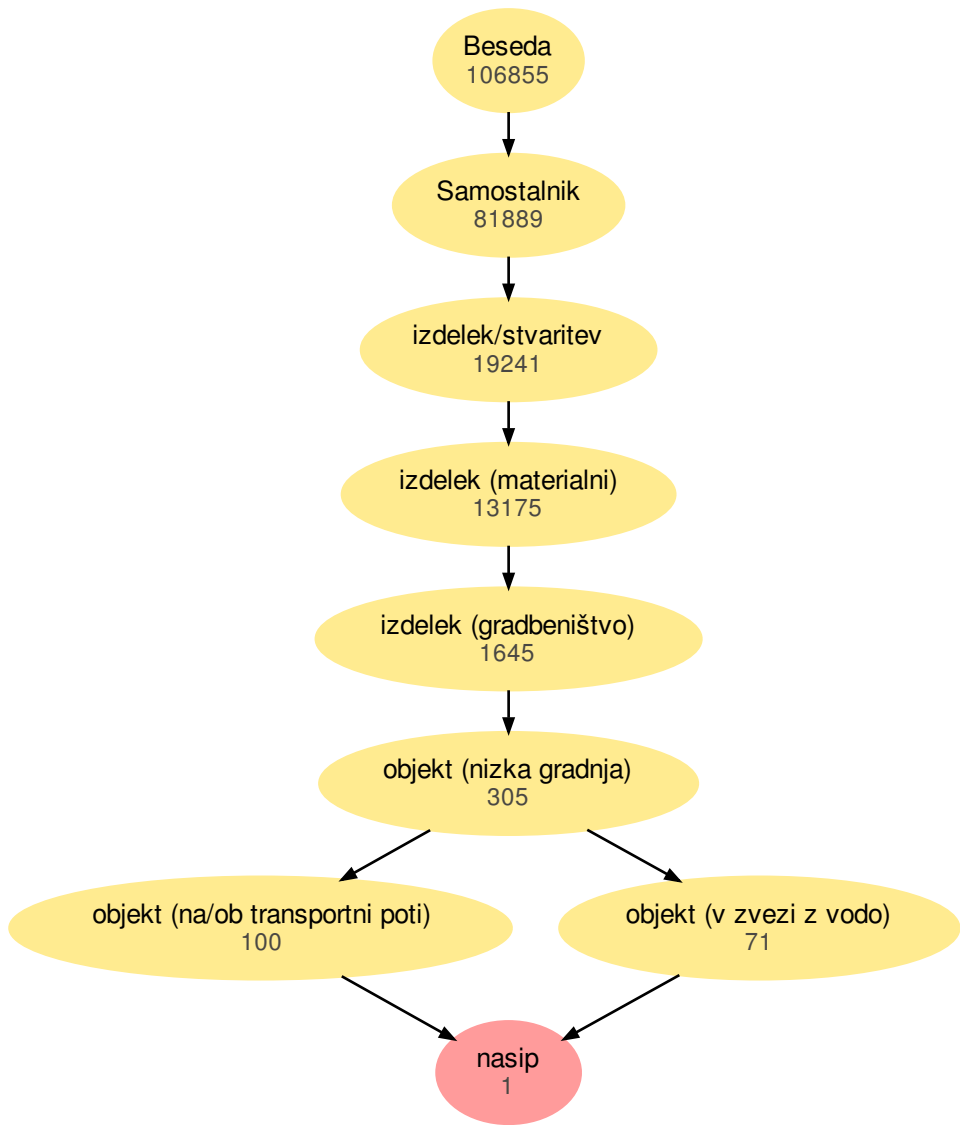 Beseda
106855
Samostalnik
81889
izdelek/stvaritev
19241
izdelek (materialni)
13175
izdelek (gradbeništvo)
1645
objekt (nizka gradnja)
305
objekt (na/ob transportni poti)
100
objekt (v zvezi z vodo)
71
nasip
1